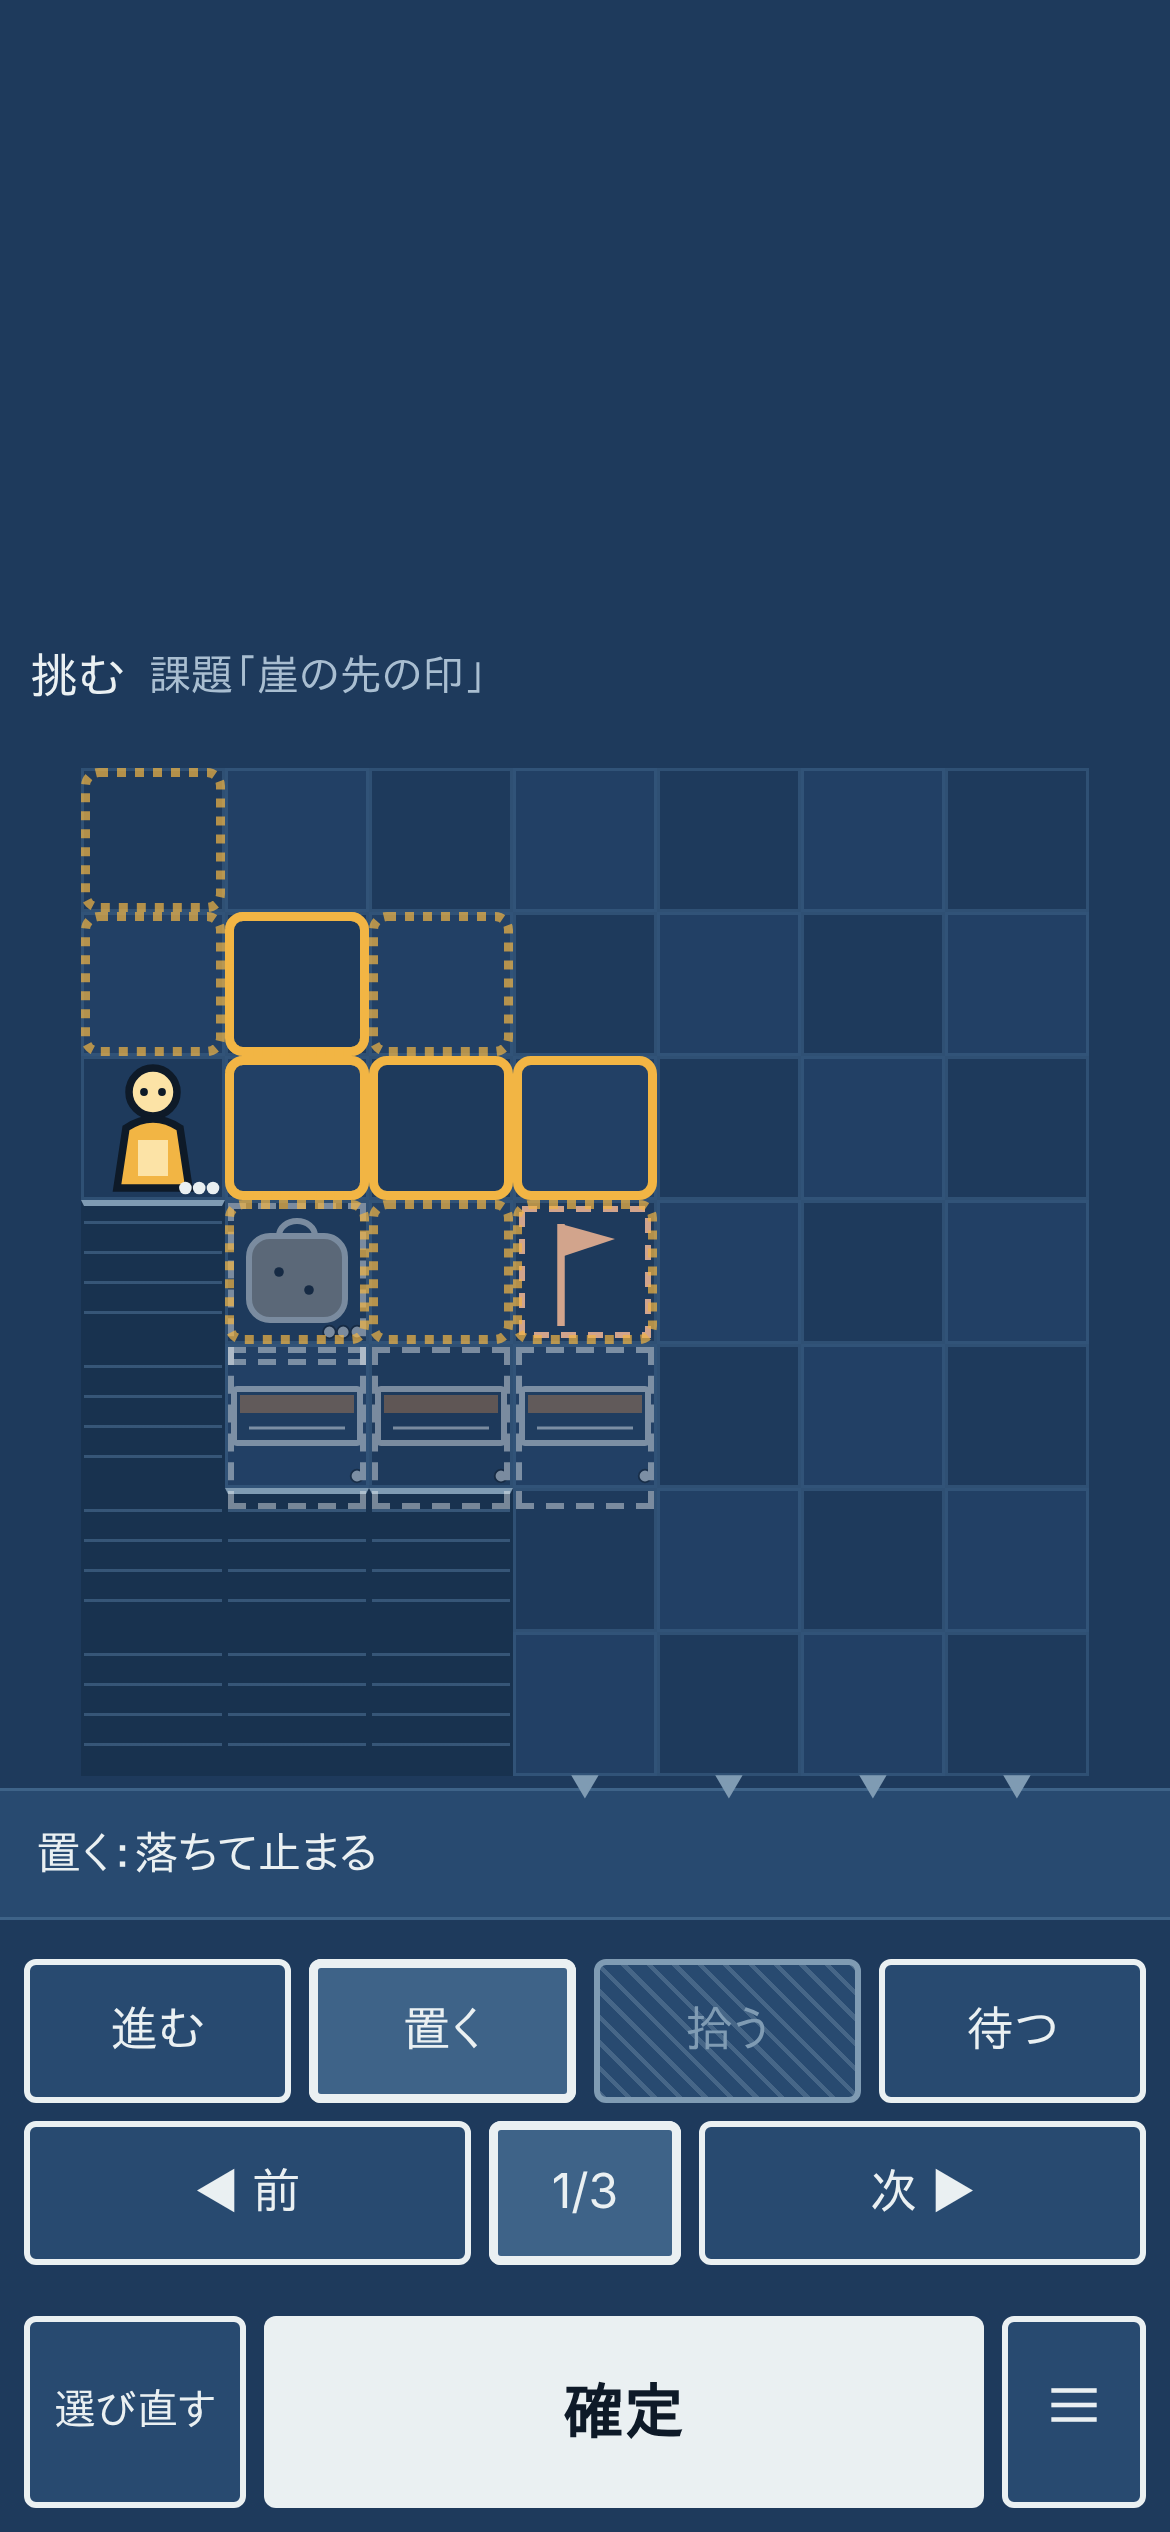 挑む 課題「崖の先の印」
置く:落ちて止まる
進む 置く 拾う 待つ
◀ 前 1/3 次 ▶
選び直す 確定